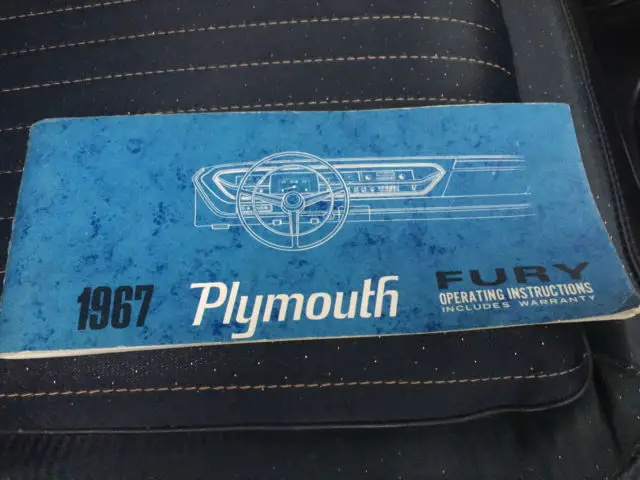 1967
Plymouth
FURY
OPERATING INSTRUCTIONS
INCLUDES WARRANTY